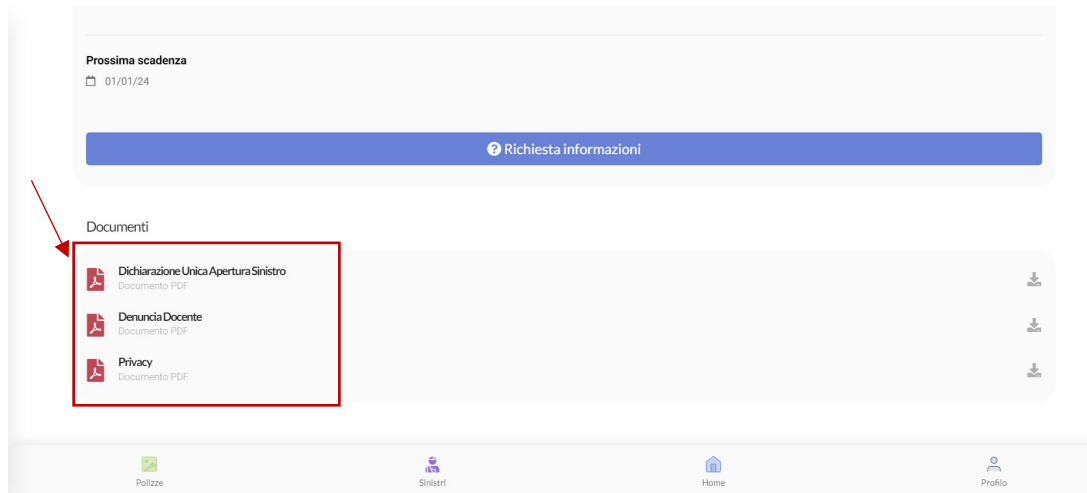 Prossima scadenza
01/01/24
Richiesta informazioni
Documenti
Dichiarazione Unica Apertura Sinistro
Documento PDF
Denuncia Docente
Documento PDF
Privacy
Documento PDF
Polizze
Sinistri
Home
Profilo